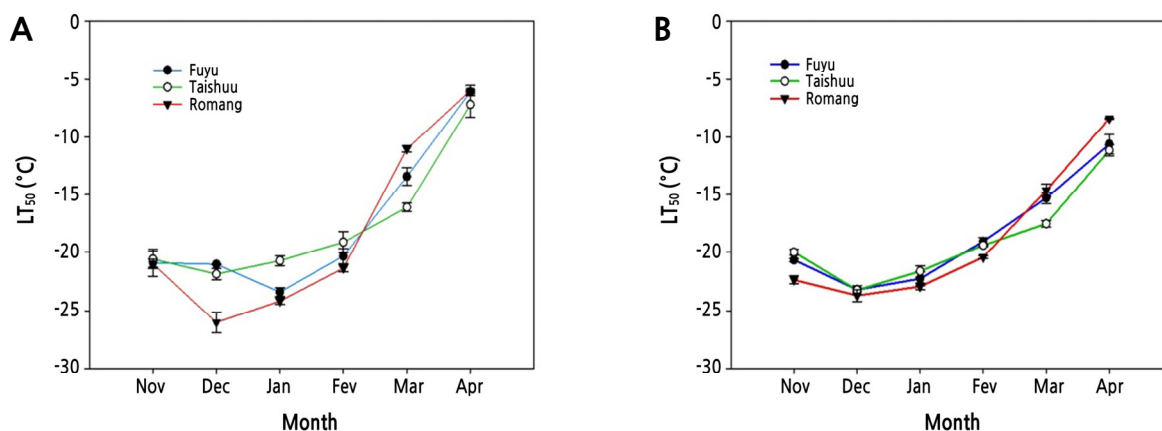 A
LT50 (°C)
0
-5
-10
-15
-20
-25
-30
Fuyu
Taishuu
Romang
Nov Dec Jan Fev Mar Apr
Month
B
LT50 (°C)
0
-5
-10
-15
-20
-25
-30
Fuyu
Taishuu
Romang
Nov Dec Jan Fev Mar Apr
Month